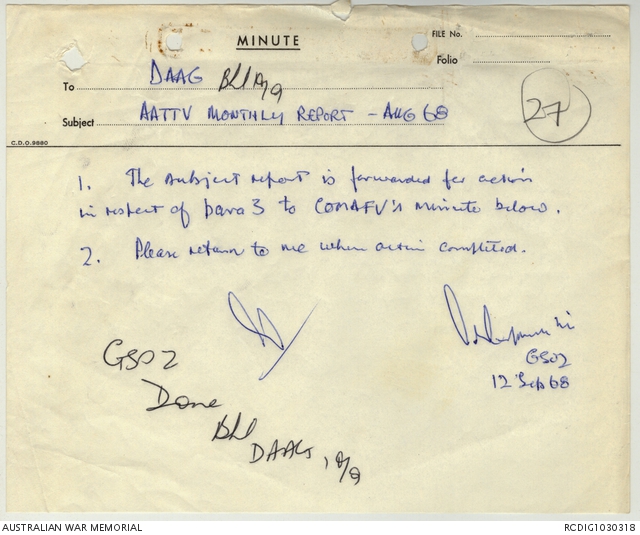 MINUTE
FILE No.
Folio
27
To DAAG
Subject AATTV MONTHLY REPORT - AUG 68
C.D.O.9880
1. The subject report is forwarded for action
in respect of para 3 to COMAFV's minute below.
2. Please return to me when action completed.
GSO2
12 Sep 68
GSO2
Done
DAAG
AUSTRALIAN WAR MEMORIAL
RCDIG1030318